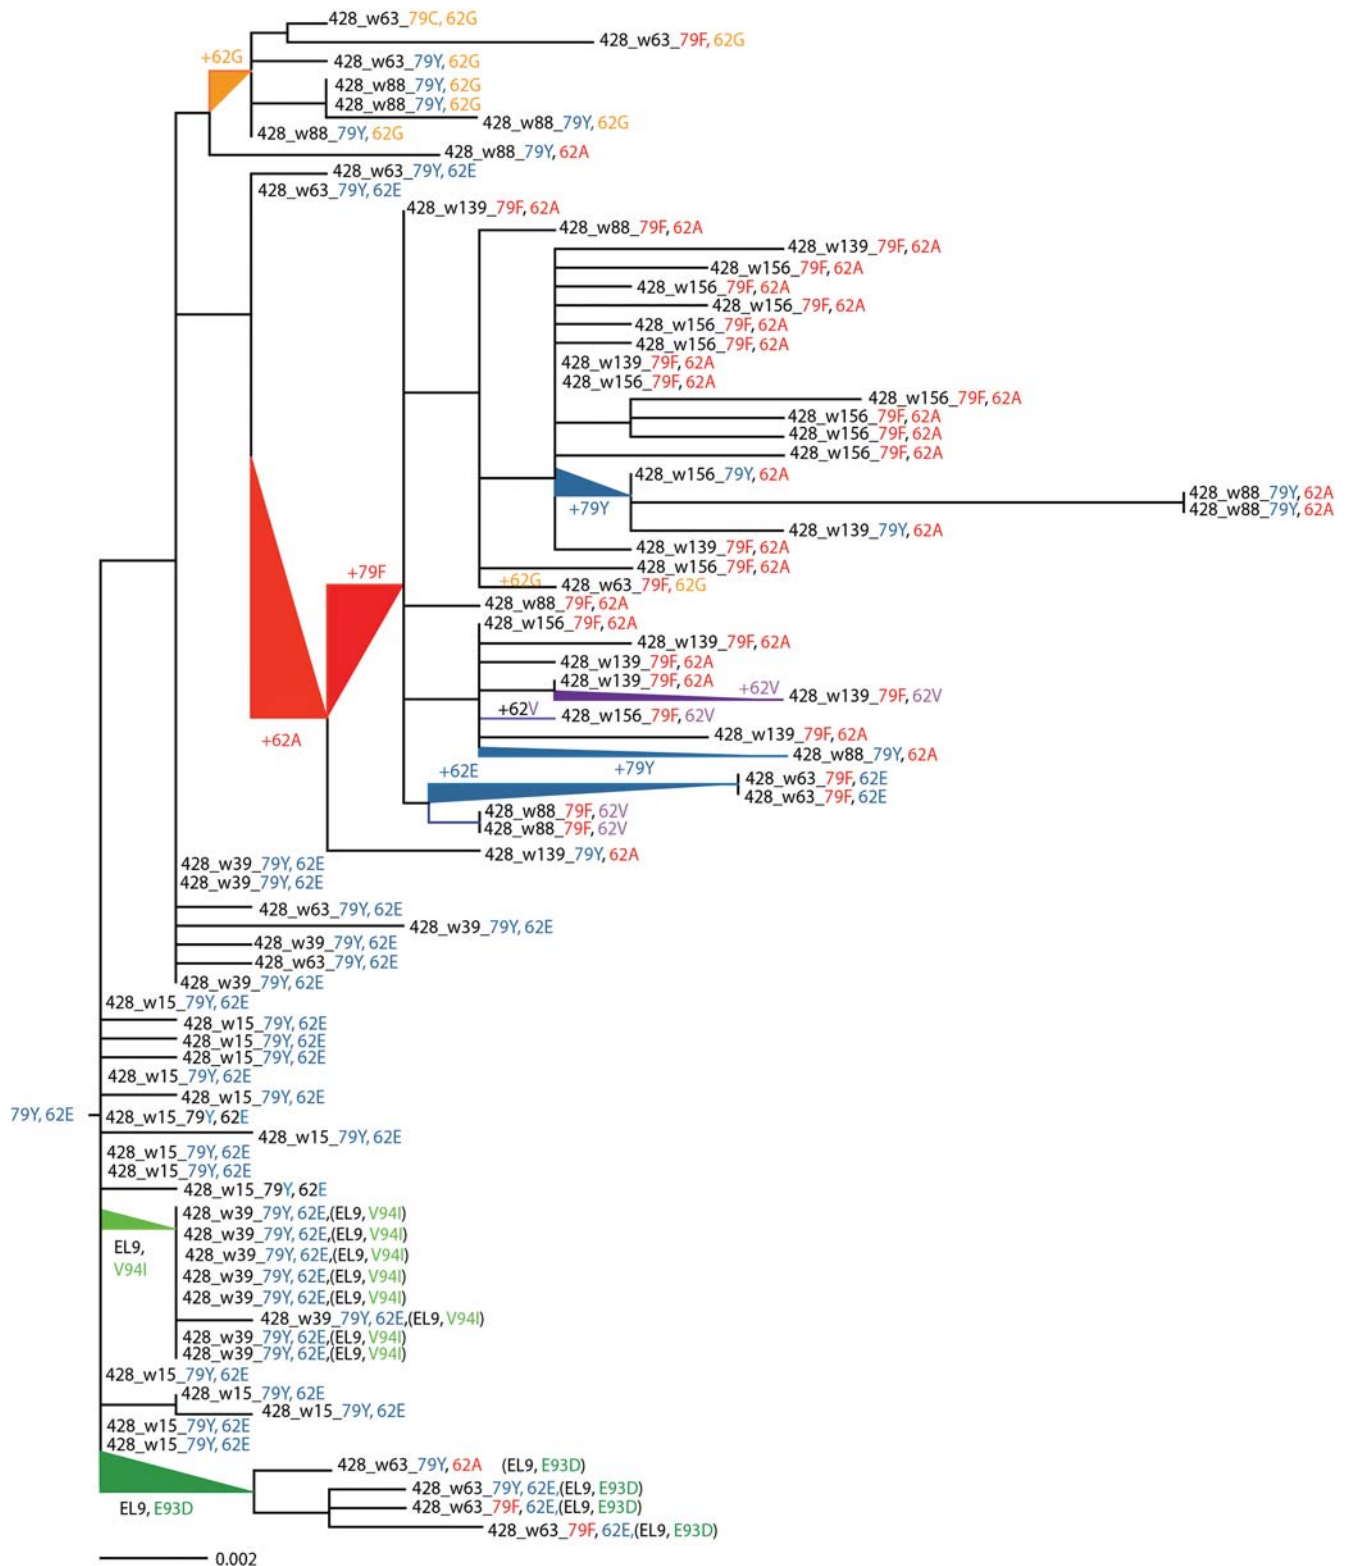 428_w63_79C, 62G
428_w63_79F, 62G
+62G
428_w63_79Y, 62G
428_w88_79Y, 62G
428_w88_79Y, 62G
428_w88_79Y, 62G
428_w88_79Y, 62G
428_w88_79Y, 62A
428_w63_79Y, 62E
428_w63_79Y, 62E
428_w139_79F, 62A
428_w88_79F, 62A
428_w139_79F, 62A
428_w156_79F, 62A
428_w156_79F, 62A
428_w156_79F, 62A
428_w156_79F, 62A
428_w156_79F, 62A
428_w139_79F, 62A
428_w156_79F, 62A
428_w156_79F, 62A
428_w156_79F, 62A
428_w156_79F, 62A
428_w156_79F, 62A
428_w156_79Y, 62A
428_w88_79Y, 62A
+79Y
428_w88_79Y, 62A
428_w139_79Y, 62A
428_w139_79F, 62A
428_w156_79F, 62A
+79F
+62G
428_w63_79F, 62G
428_w88_79F, 62A
428_w156_79F, 62A
428_w139_79F, 62A
428_w139_79F, 62A
428_w139_79F, 62A
+62V
428_w139_79F, 62V
+62V
428_w156_79F, 62V
428_w139_79F, 62A
+62A
428_w88_79Y, 62A
+62E
+79Y
428_w63_79F, 62E
428_w63_79F, 62E
428_w88_79F, 62V
428_w88_79F, 62V
428_w139_79Y, 62A
428_w39_79Y, 62E
428_w39_79Y, 62E
428_w63_79Y, 62E
428_w39_79Y, 62E
428_w39_79Y, 62E
428_w63_79Y, 62E
428_w39_79Y, 62E
428_w15_79Y, 62E
428_w15_79Y, 62E
428_w15_79Y, 62E
428_w15_79Y, 62E
428_w15_79Y, 62E
428_w15_79Y, 62E
79Y, 62E
428_w15_79Y, 62E
428_w15_79Y, 62E
428_w15_79Y, 62E
428_w15_79Y, 62E
428_w15_79Y, 62E
428_w39_79Y, 62E,(EL9, V94I)
428_w39_79Y, 62E,(EL9, V94I)
EL9,
V94I
428_w39_79Y, 62E,(EL9, V94I)
428_w39_79Y, 62E,(EL9, V94I)
428_w39_79Y, 62E,(EL9, V94I)
428_w39_79Y, 62E,(EL9, V94I)
428_w39_79Y, 62E,(EL9, V94I)
428_w39_79Y, 62E,(EL9, V94I)
428_w15_79Y, 62E
428_w15_79Y, 62E
428_w15_79Y, 62E
428_w15_79Y, 62E
428_w15_79Y, 62E
428_w63_79Y, 62A (EL9, E93D)
428_w63_79Y, 62E,(EL9, E93D)
EL9, E93D
428_w63_79F, 62E,(EL9, E93D)
428_w63_79F, 62E,(EL9, E93D)
0.002